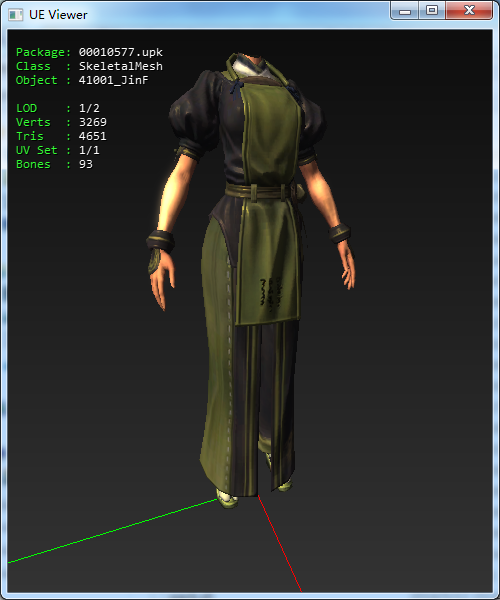 UE Viewer
Package: 00010577.upk
Class : SkeletalMesh
Object : 41001_JinF
LOD : 1/2
Verts : 3269
Tris : 4651
UV Set : 1/1
Bones : 93